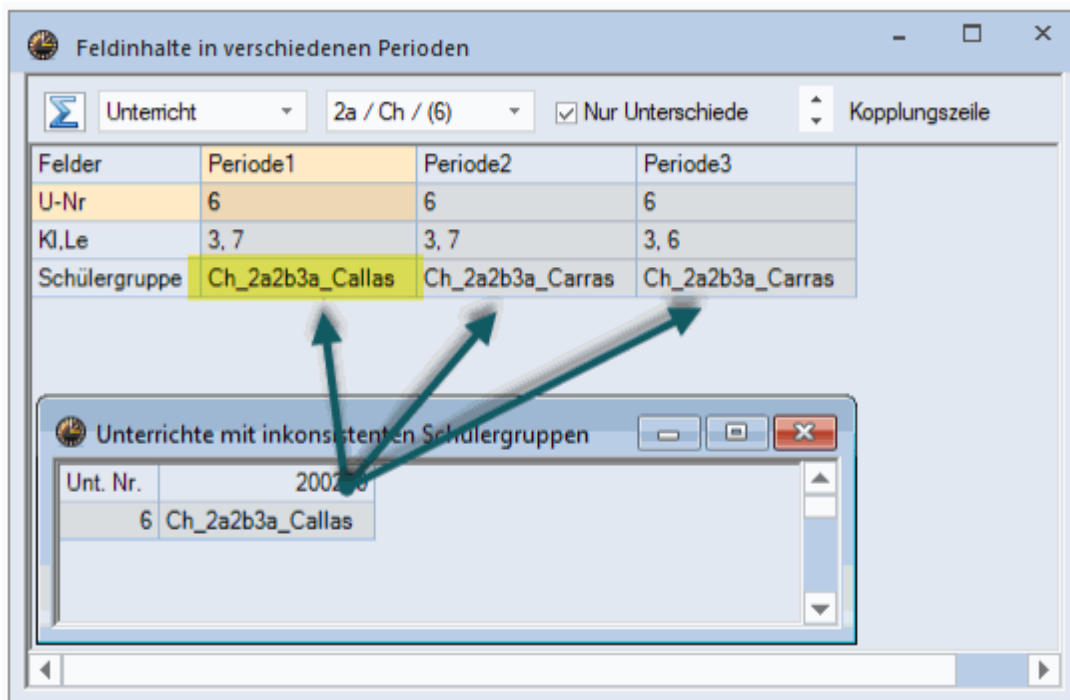 Feldinhalte in verschiedenen Perioden
Unterricht 2a / Ch / (6) Nur Unterschiede Kopplungszeile
Felder Periode1 Periode2 Periode3
U-Nr 6 6 6
Kl,Le 3, 7 3, 7 3, 6
Schülergruppe Ch_2a2b3a_Callas Ch_2a2b3a_Carras Ch_2a2b3a_Carras
Unterrichte mit inkonsistenten Schülergruppen
Unt. Nr.
6 Ch_2a2b3a_Callas